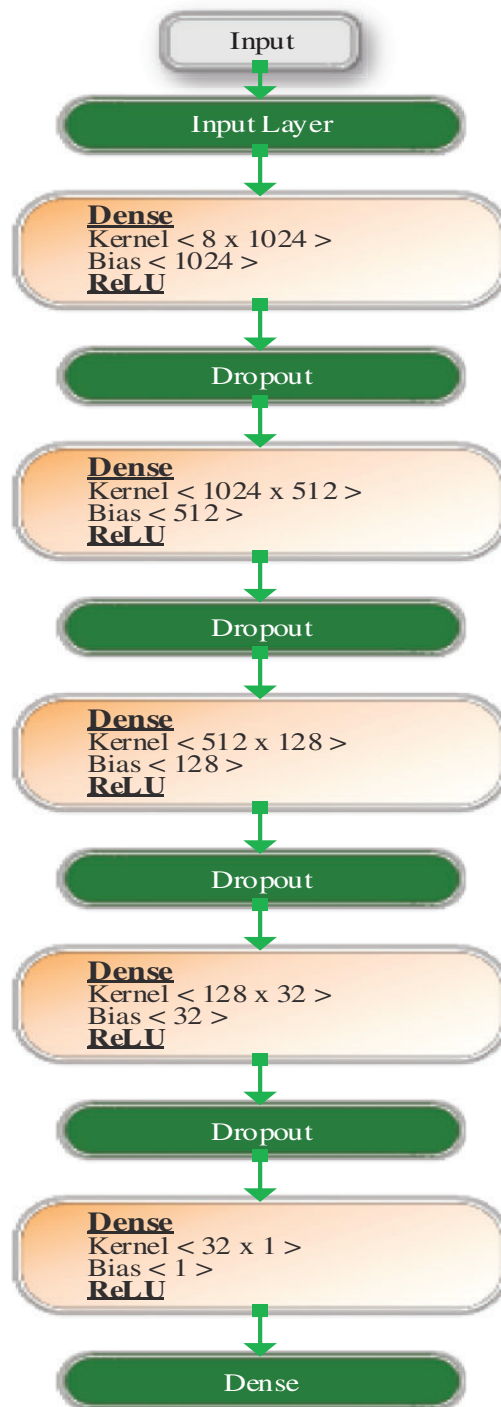 Input
Input Layer
Dense
Kernel < 8 x 1024 >
Bias < 1024 >
ReLU
Dropout
Dense
Kernel < 1024 x 512 >
Bias < 512 >
ReLU
Dropout
Dense
Kernel < 512 x 128 >
Bias < 128 >
ReLU
Dropout
Dense
Kernel < 128 x 32 >
Bias < 32 >
ReLU
Dropout
Dense
Kernel < 32 x 1 >
Bias < 1 >
ReLU
Dense